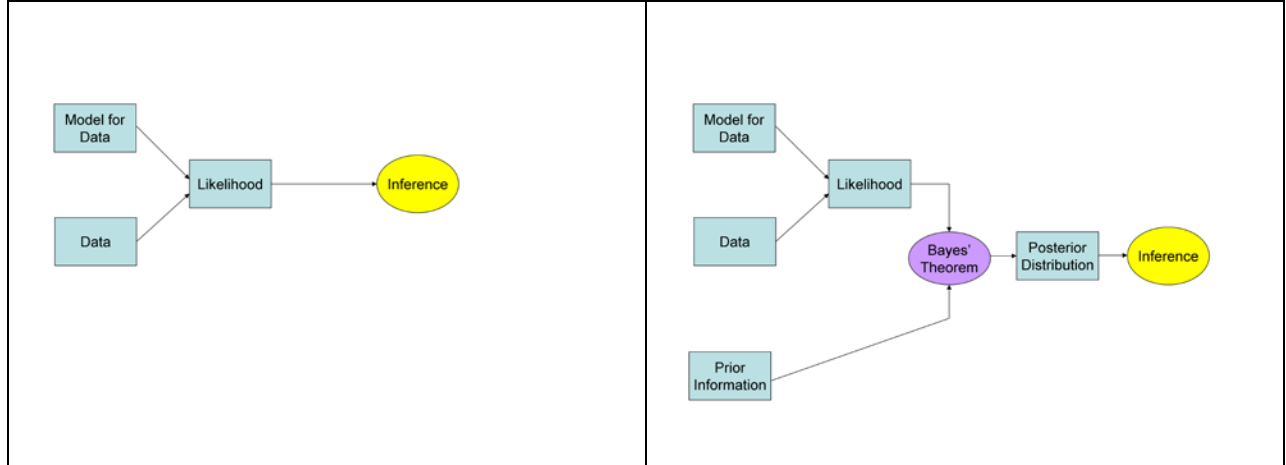 Model for
Data
Likelihood
Inference
Data
Model for
Data
Likelihood
Data
Bayes'
Theorem
Posterior
Distribution
Inference
Prior
Information